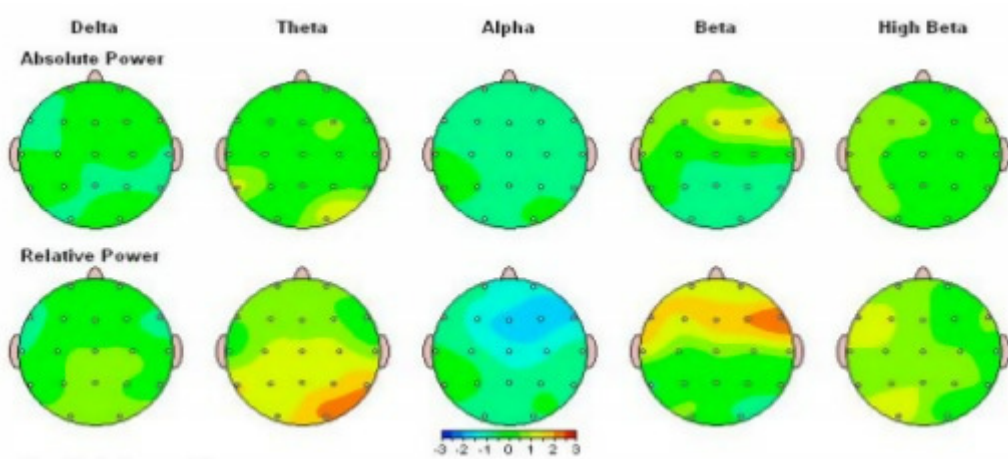 Delta Theta Alpha Beta High Beta
Absolute Power
Relative Power
-3 -2 -1 0 1 2 3